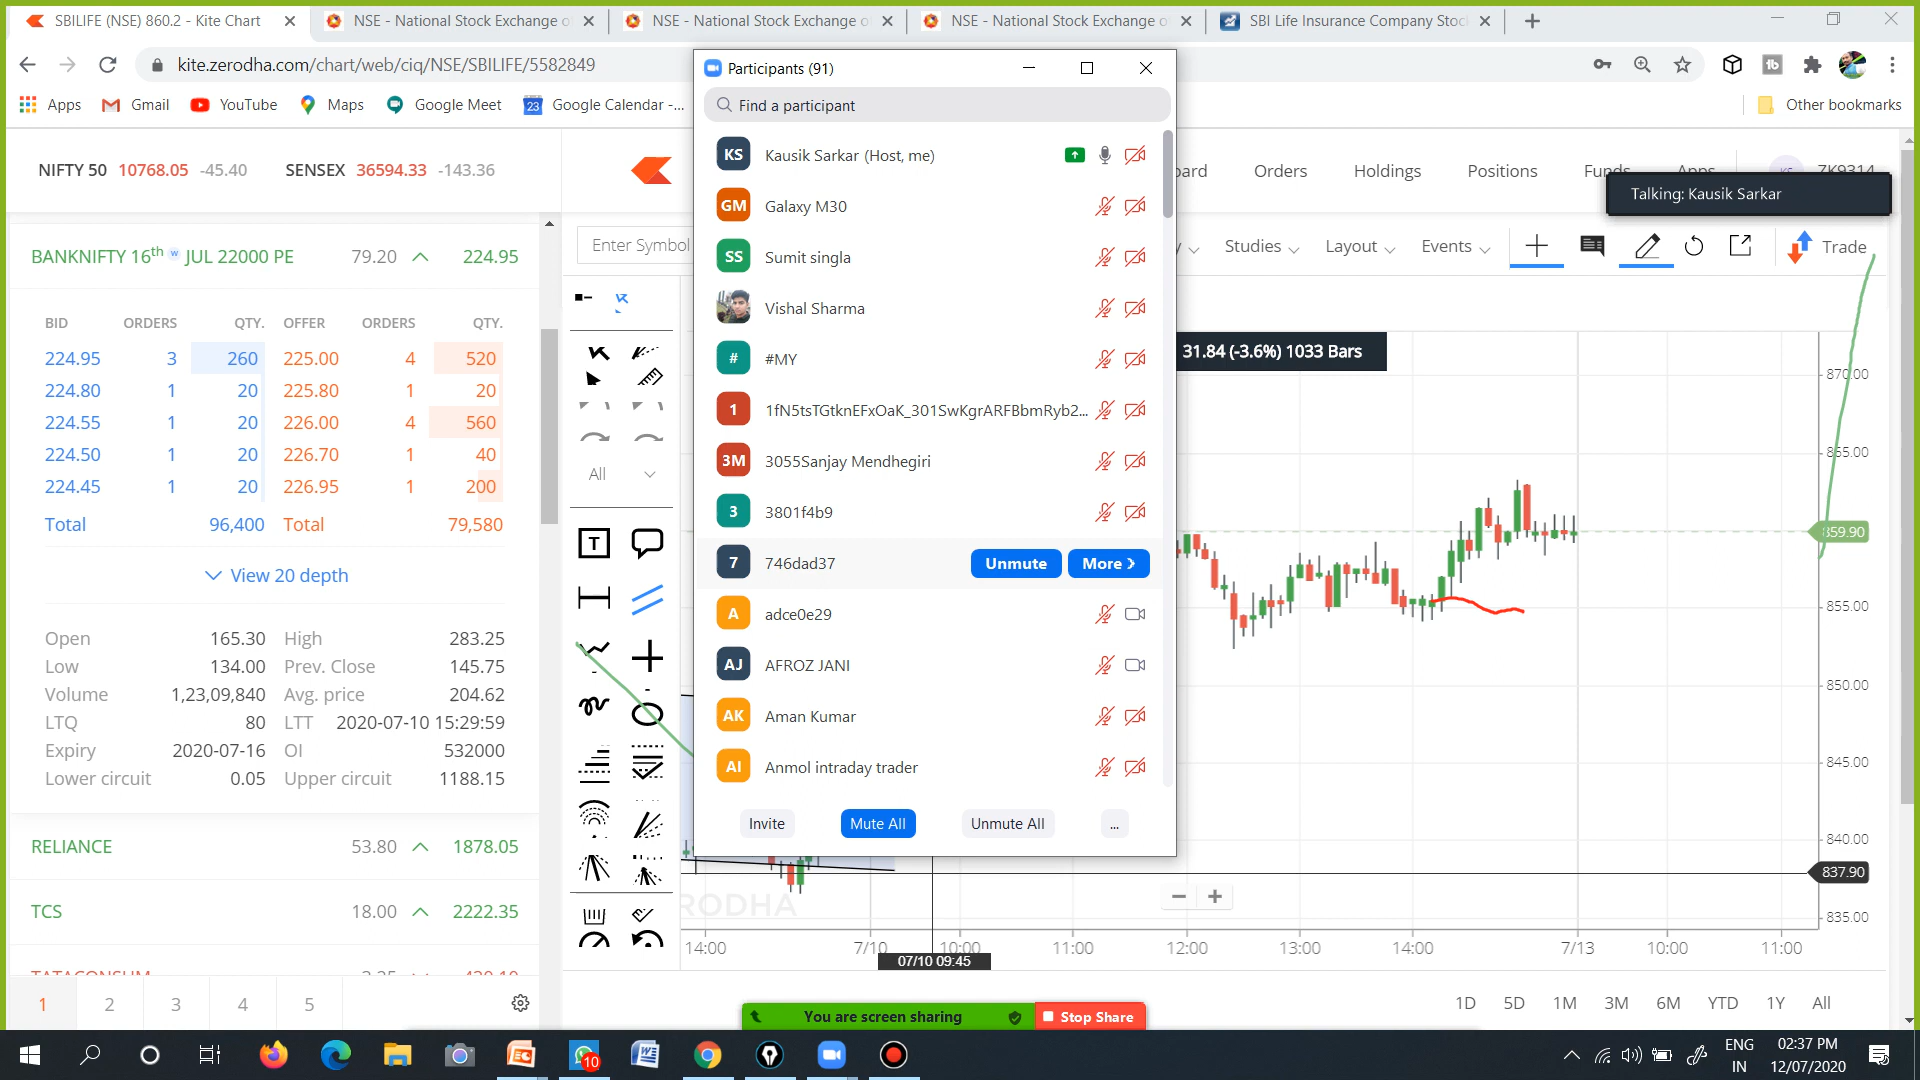 SBILIFE (NSE) 860.2 - Kite Chart
NSE - National Stock Exchange o
NSE - National Stock Exchange o
NSE - National Stock Exchange o
SBI Life Insurance Company Stoc
kite.zerodha.com/chart/web/ciq/NSE/SBILIFE/5582849
Apps Gmail YouTube Maps Google Meet 23 Google Calendar -... Other bookmarks
Participants (91)
Find a participant
KS Kausik Sarkar (Host, me)
GM Galaxy M30
SS Sumit singla
Vishal Sharma
# #MY
1 1fN5tsTGtknEFxOaK_301SwKgrARFBbmRyb2...
3M 3055Sanjay Mendhegiri
3 3801f4b9
7 746dad37 Unmute More
A adce0e29
AJ AFROZ JANI
AK Aman Kumar
AI Anmol intraday trader
Invite Mute All Unmute All ...
NIFTY 50 10768.05 -45.40 SENSEX 36594.33 -143.36
oard Orders Holdings Positions Funds Apps ZK9314
Talking: Kausik Sarkar
BANKNIFTY 16th w JUL 22000 PE 79.20 224.95
BID ORDERS QTY. OFFER ORDERS QTY.
224.95 3 260 225.00 4 520
224.80 1 20 225.80 1 20
224.55 1 20 226.00 4 560
224.50 1 20 226.70 1 40
224.45 1 20 226.95 1 200
Total 96,400 Total 79,580
View 20 depth
Open 165.30 High 283.25
Low 134.00 Prev. Close 145.75
Volume 1,23,09,840 Avg. price 204.62
LTQ 80 LTT 2020-07-10 15:29:59
Expiry 2020-07-16 OI 532000
Lower circuit 0.05 Upper circuit 1188.15
RELIANCE 53.80 1878.05
TCS 18.00 2222.35
TATACONSUM
1 2 3 4 5
Enter Symbol
y Studies Layout Events Trade
All
T
31.84 (-3.6%) 1033 Bars
870.00
865.00
859.90
855.00
850.00
845.00
840.00
837.90
835.00
RODHA
14:00 7/10 10:00 11:00 12:00 13:00 14:00 7/13 10:00 11:00
07/10 09:45
1D 5D 1M 3M 6M YTD 1Y All
You are screen sharing Stop Share
10
ENG
IN
02:37 PM
12/07/2020